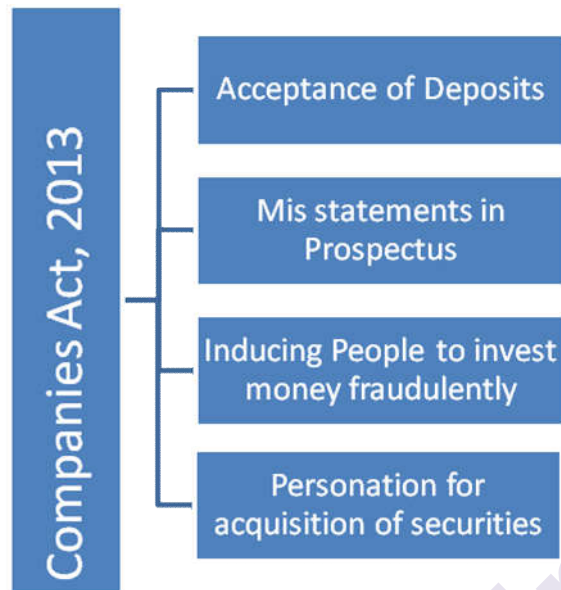 Companies Act, 2013
Acceptance of Deposits
Mis statements in
Prospectus
Inducing People to invest
money fraudulently
Personation for
acquisition of securities